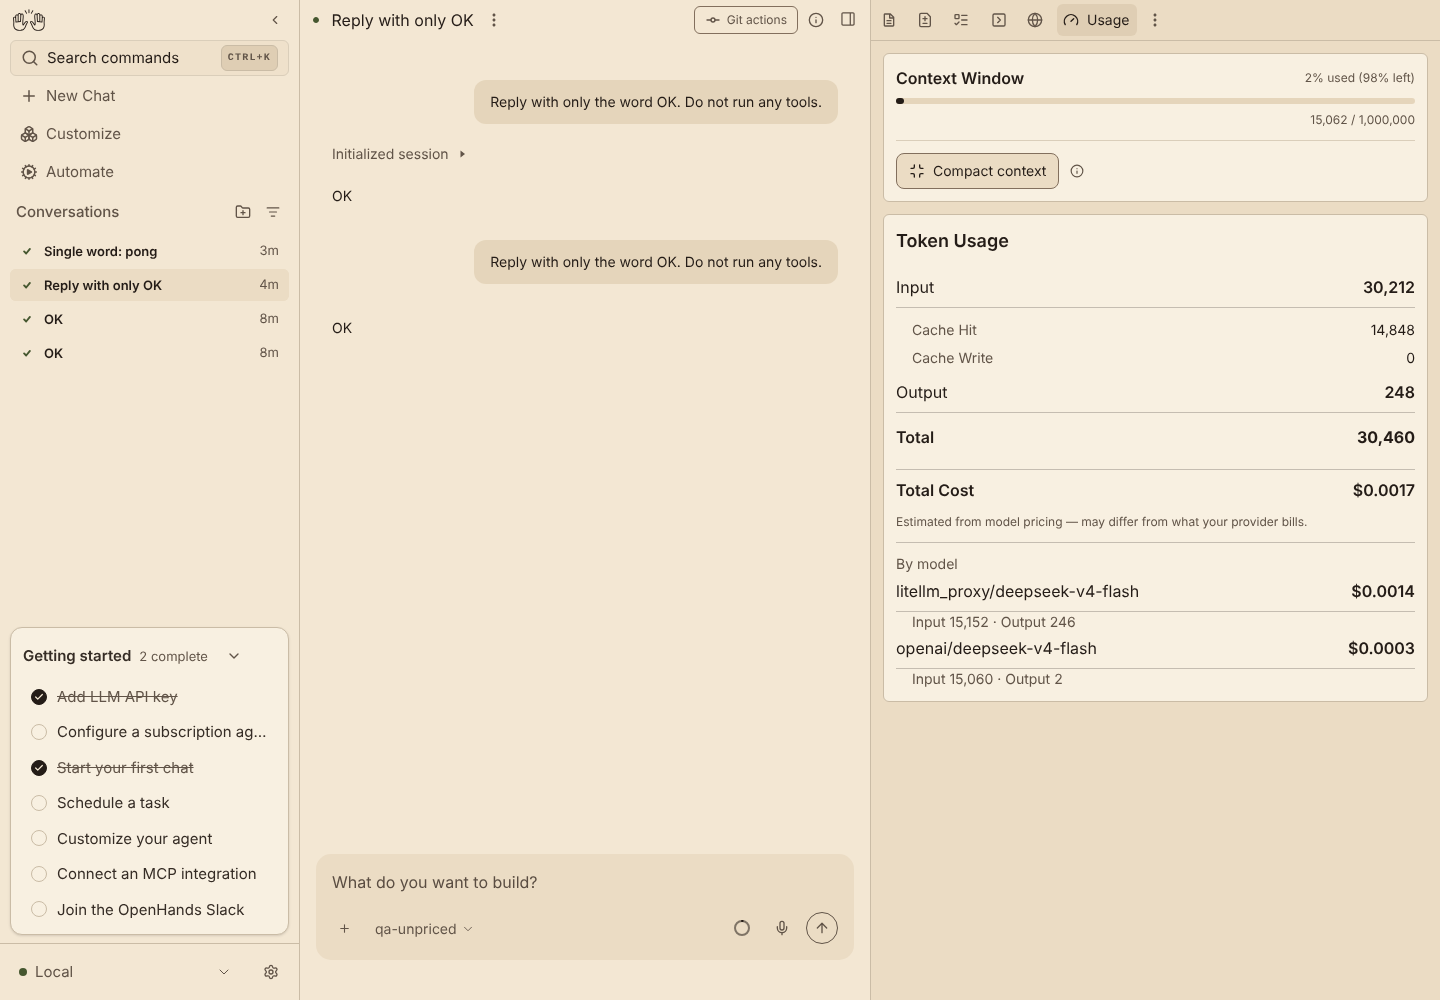 Search commands CTRL+K
New Chat
Customize
Automate
Conversations
Single word: pong 3m
Reply with only OK 4m
OK 8m
OK 8m
Getting started 2 complete
Add LLM API key
Configure a subscription ag...
Start your first chat
Schedule a task
Customize your agent
Connect an MCP integration
Join the OpenHands Slack
Local
Reply with only OK
Git actions
Reply with only the word OK. Do not run any tools.
Initialized session
OK
Reply with only the word OK. Do not run any tools.
OK
What do you want to build?
qa-unpriced
Usage
Context Window 2% used (98% left)
15,062 / 1,000,000
Compact context
Token Usage
Input 30,212
Cache Hit 14,848
Cache Write 0
Output 248
Total 30,460
Total Cost $0.0017
Estimated from model pricing — may differ from what your provider bills.
By model
litellm_proxy/deepseek-v4-flash $0.0014
Input 15,152 · Output 246
openai/deepseek-v4-flash $0.0003
Input 15,060 · Output 2